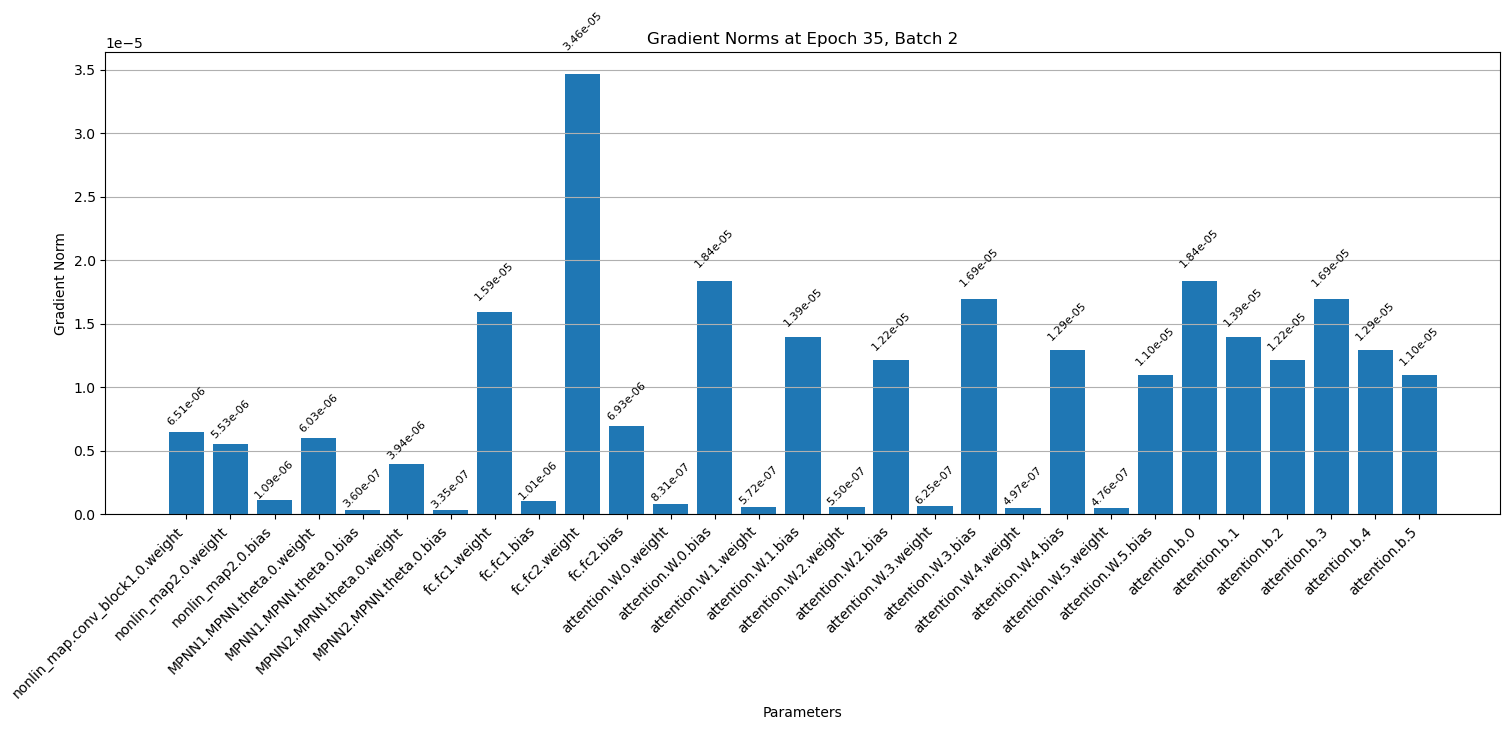 Gradient Norms at Epoch 35, Batch 2
1e−5
Gradient Norm
3.5
3.0
2.5
2.0
1.5
1.0
0.5
0.0
6.51e-06
5.53e-06
1.09e-06
6.03e-06
3.60e-07
3.94e-06
3.35e-07
1.59e-05
1.01e-06
3.46e-05
6.93e-06
8.31e-07
1.84e-05
5.72e-07
1.39e-05
5.50e-07
1.22e-05
6.25e-07
1.69e-05
4.97e-07
1.29e-05
4.76e-07
1.10e-05
1.84e-05
1.39e-05
1.22e-05
1.69e-05
1.29e-05
1.10e-05
nonlin_map.conv_block1.0.weight
nonlin_map2.0.weight
nonlin_map2.0.bias
MPNN1.MPNN.theta.0.weight
MPNN1.MPNN.theta.0.bias
MPNN2.MPNN.theta.0.weight
MPNN2.MPNN.theta.0.bias
fc.fc1.weight
fc.fc1.bias
fc.fc2.weight
fc.fc2.bias
attention.W.0.weight
attention.W.0.bias
attention.W.1.weight
attention.W.1.bias
attention.W.2.weight
attention.W.2.bias
attention.W.3.weight
attention.W.3.bias
attention.W.4.weight
attention.W.4.bias
attention.W.5.weight
attention.W.5.bias
attention.b.0
attention.b.1
attention.b.2
attention.b.3
attention.b.4
attention.b.5
Parameters